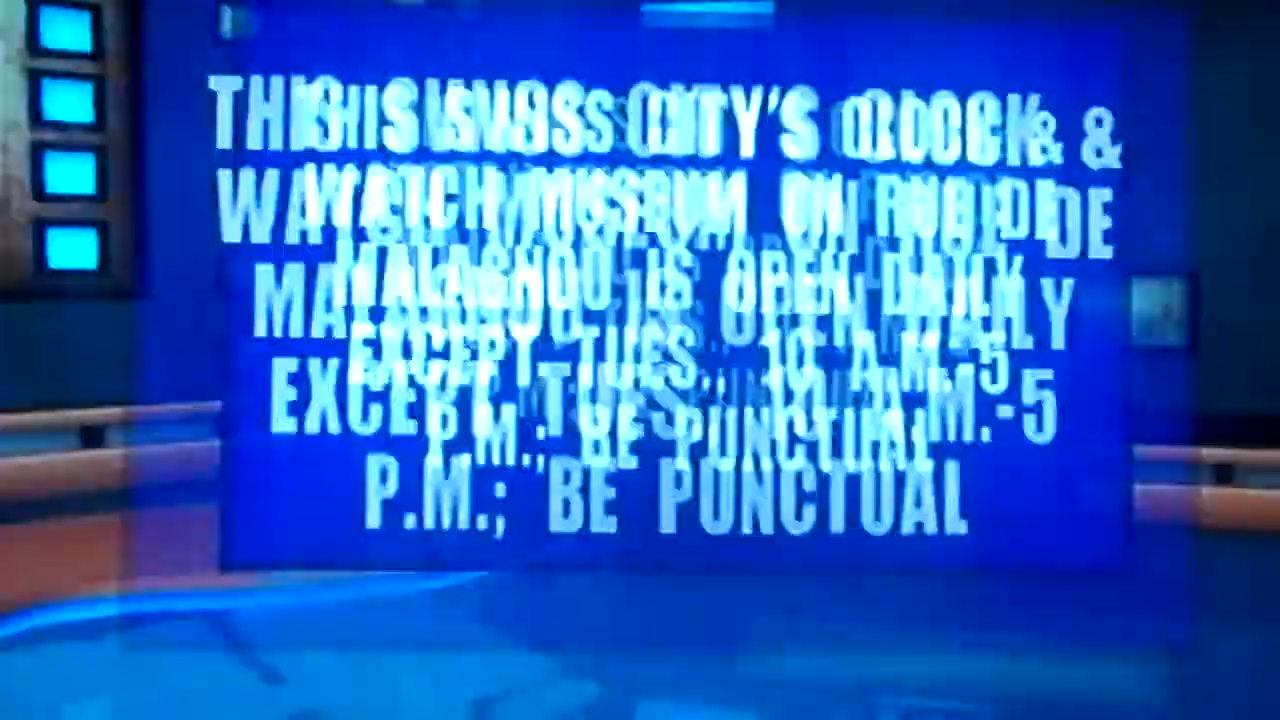 THIS SWISS CITY'S CLOCK &
WATCH MUSEUM ON RUE DE
MALAGNOU IS OPEN DAILY
EXCEPT TUES., 10 A.M.-5
P.M.; BE PUNCTUAL